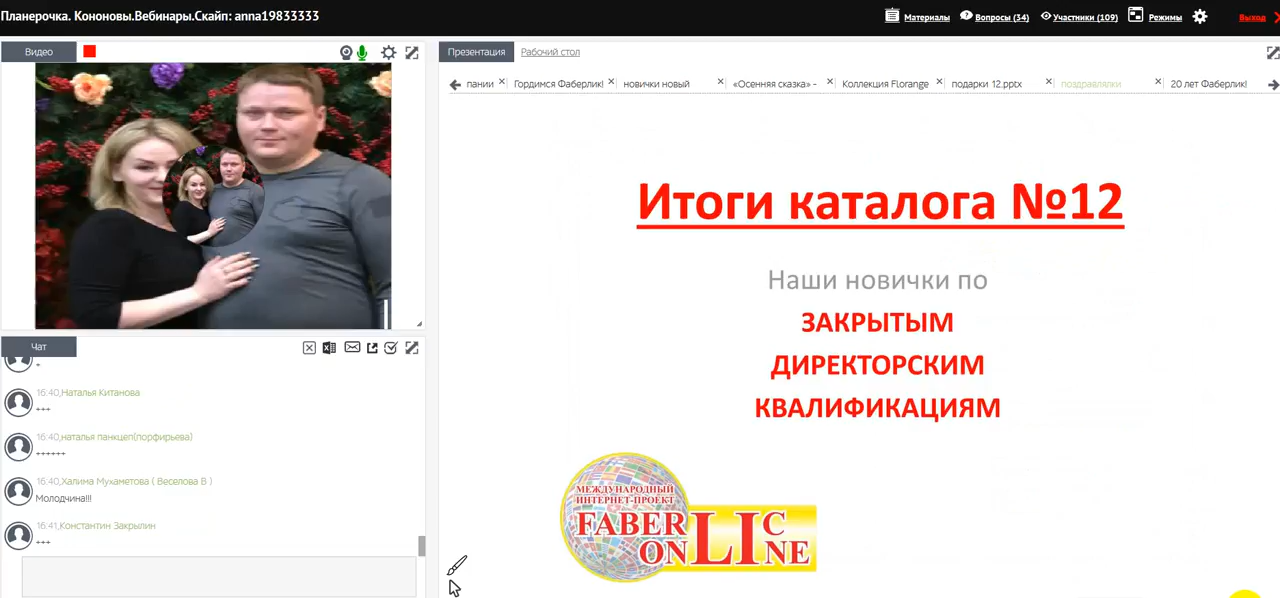 Планерочка. Кононовы.Вебинары.Скайп: anna19833333
Материалы
Вопросы (34)
Участники (109)
Режимы
Выход
Видео
Презентация
Рабочий стол
пании
Гордимся Фаберлик!
новички новый
«Осенняя сказка» -
Коллекция Florange
подарки 12.pptx
поздравлялки
20 лет Фаберлик!
Итоги каталога №12
Наши новички по
ЗАКРЫТЫМ
ДИРЕКТОРСКИМ
КВАЛИФИКАЦИЯМ
МЕЖДУНАРОДНЫЙ
ИНТЕРНЕТ-ПРОЕКТ
FABERLIC
ONLINE
Чат
+
16:40,Наталья Китанова
+++
16:40,наталья панкцеп(порфирьева)
++++++
16:40,Халима Мухаметова ( Веселова В )
Молодчина!!!
16:41,Константин Закрылин
+++